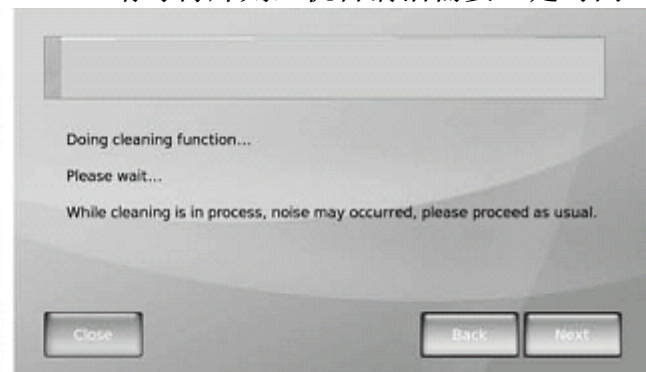 Doing cleaning function...
Please wait...
While cleaning is in process, noise may occurred, please proceed as usual.
Close
Back
Next